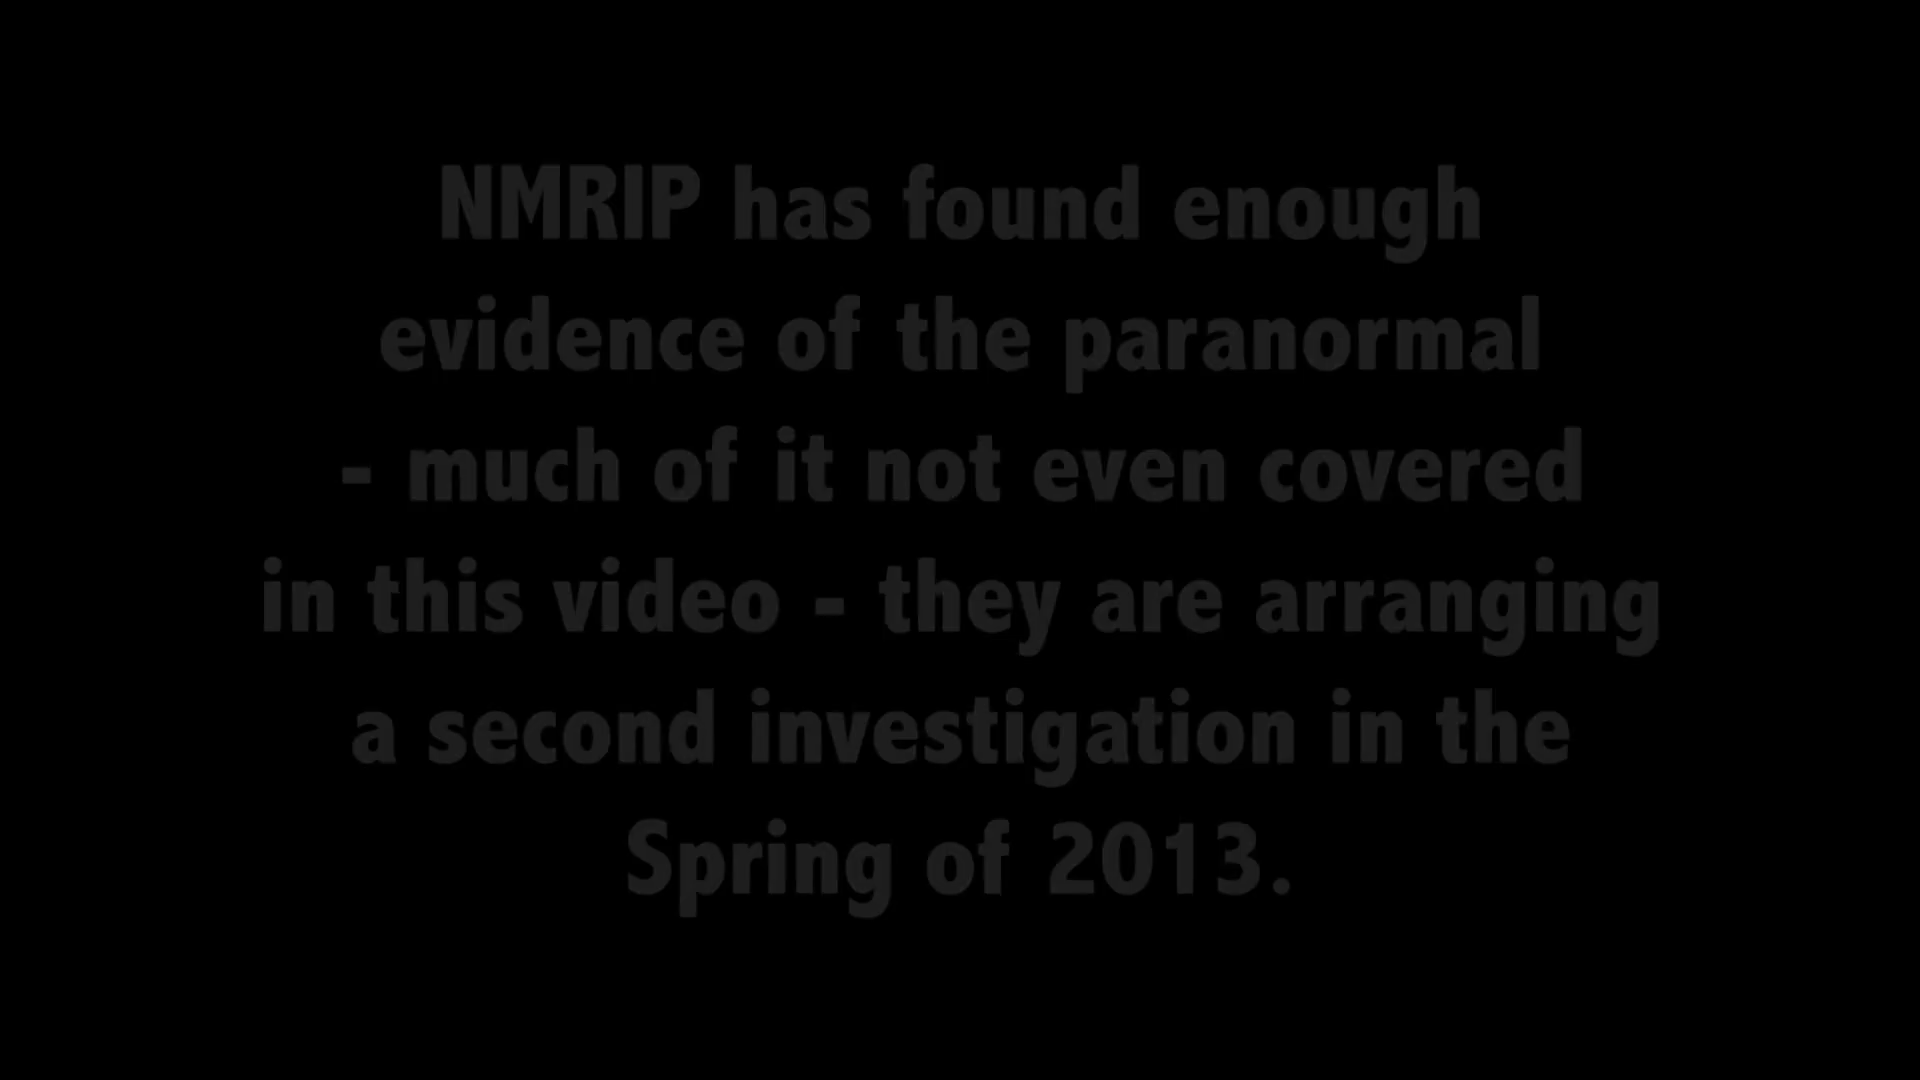 NMRIP has found enough
evidence of the paranormal
- much of it not even covered
in this video - they are arranging
a second investigation in the
Spring of 2013.